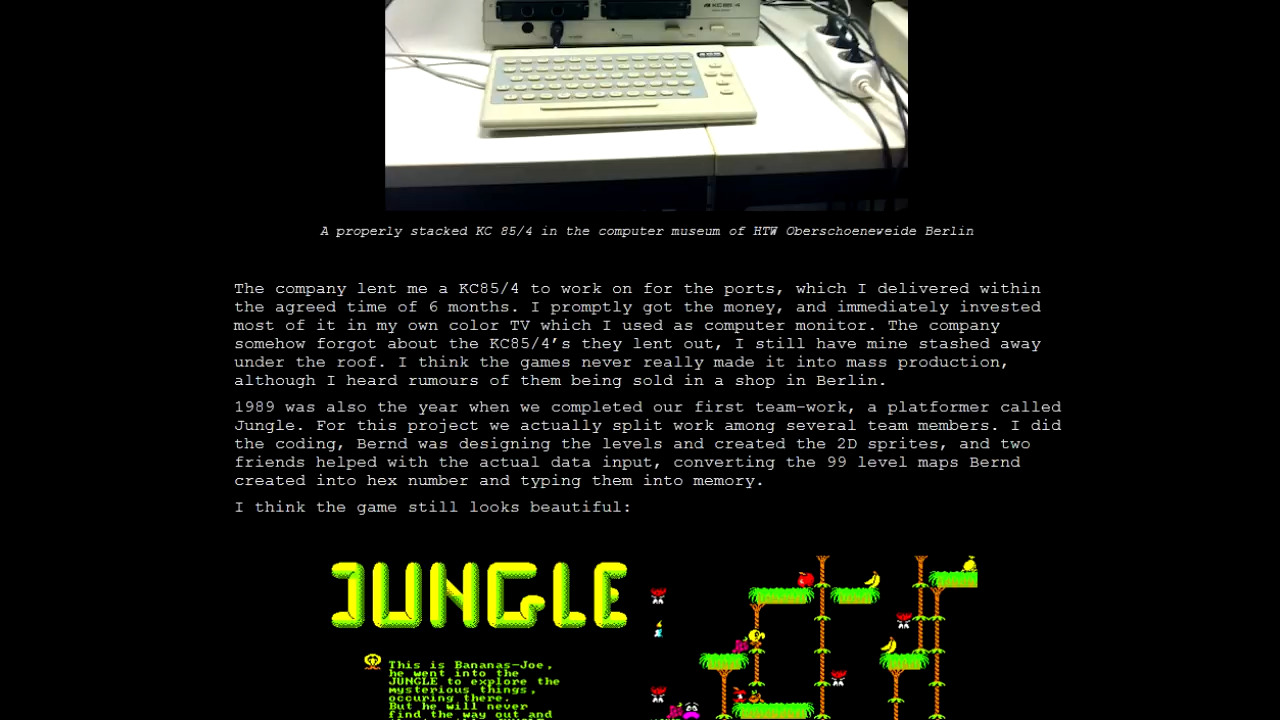 KC 85/4
A properly stacked KC 85/4 in the computer museum of HTW Oberschoeneweide Berlin
The company lent me a KC85/4 to work on for the ports, which I delivered within
the agreed time of 6 months. I promptly got the money, and immediately invested
most of it in my own color TV which I used as computer monitor. The company
somehow forgot about the KC85/4's they lent out, I still have mine stashed away
under the roof. I think the games never really made it into mass production,
although I heard rumours of them being sold in a shop in Berlin.
1989 was also the year when we completed our first team-work, a platformer called
Jungle. For this project we actually split work among several team members. I did
the coding, Bernd was designing the levels and created the 2D sprites, and two
friends helped with the actual data input, converting the 99 level maps Bernd
created into hex number and typing them into memory.
I think the game still looks beautiful:
JUNGLE
This is Bananas-Joe,
he went into the
JUNGLE to explore the
mysterious things,
occuring there.
But he will never
find the way out and